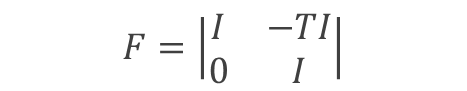 F = |I -TI|
|0 I|